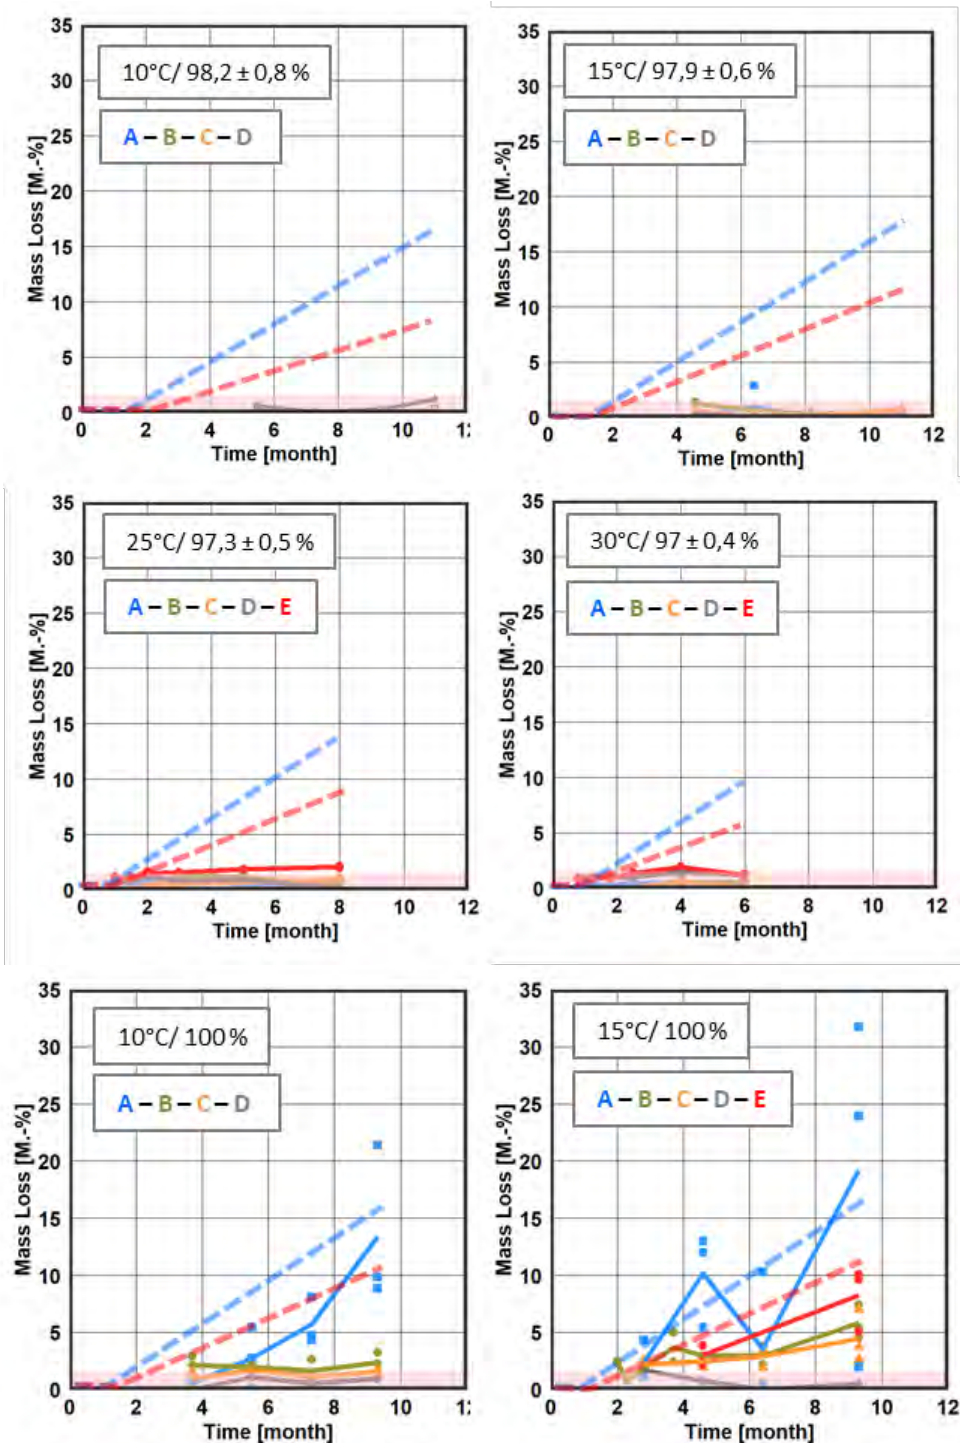 35
30
25
20
15
10
5
0
Mass Loss [M.-%]
10°C/ 98,2 ± 0,8 %
A – B – C – D
0 2 4 6 8 10 1
Time [month]
35
30
25
20
15
10
5
0
Mass Loss [M.-%]
15°C/ 97,9 ± 0,6 %
A – B – C – D
0 2 4 6 8 10 12
Time [month]
35
30
25
20
15
10
5
0
Mass Loss [M.-%]
25°C/ 97,3 ± 0,5 %
A – B – C – D – E
0 2 4 6 8 10 12
Time [month]
35
30
25
20
15
10
5
0
Mass Loss [M.-%]
30°C/ 97 ± 0,4 %
A – B – C – D – E
0 2 4 6 8 10 12
Time [month]
35
30
25
20
15
10
5
0
Mass Loss [M.-%]
10°C/ 100 %
A – B – C – D
0 2 4 6 8 10 1
Time [month]
35
30
25
20
15
10
5
0
Mass Loss [M.-%]
15°C/ 100 %
A – B – C – D – E
0 2 4 6 8 10 12
Time [month]